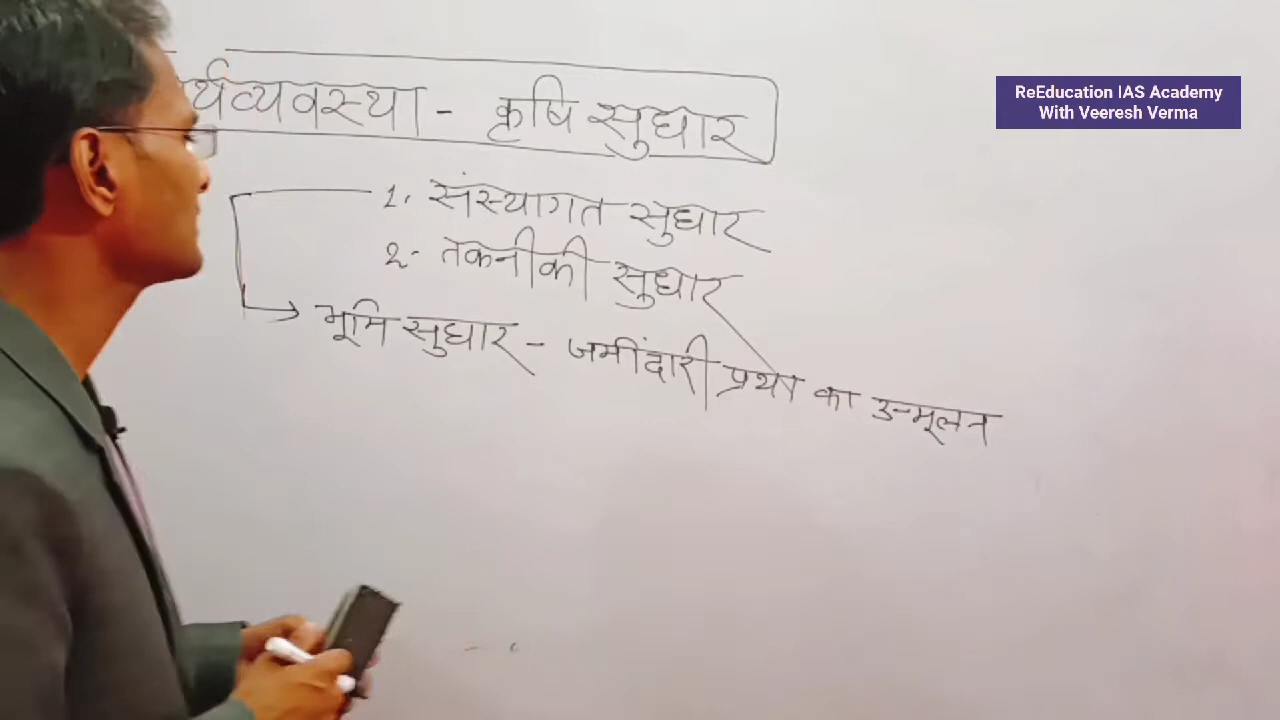 र्थव्यवस्था - कृषि सुधार
ReEducation IAS Academy
With Veeresh Verma
1. संस्थागत सुधार
2- तकनीकी सुधार
भूमि सुधार - जमींदारी प्रथा का उन्मूलन